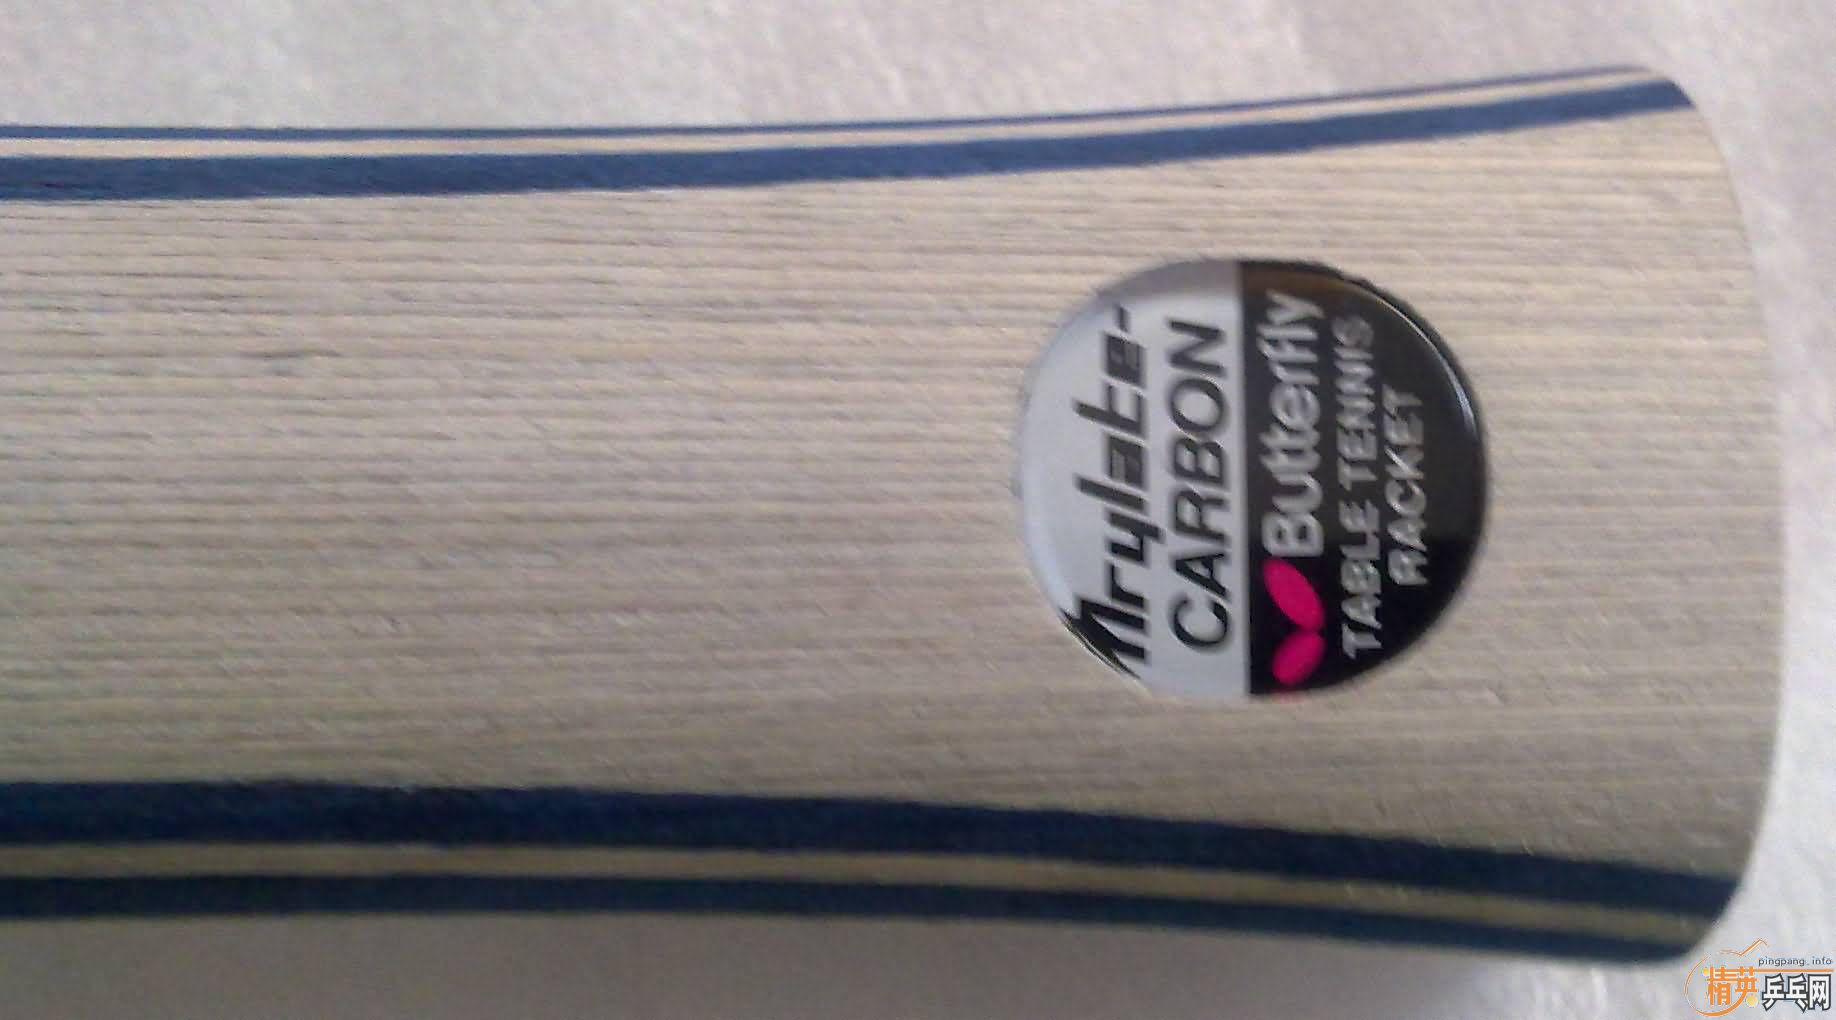 Arylate-
CARBON
Butterfly
TABLE TENNIS
RACKET
pingpang.info
精英
乒乓网